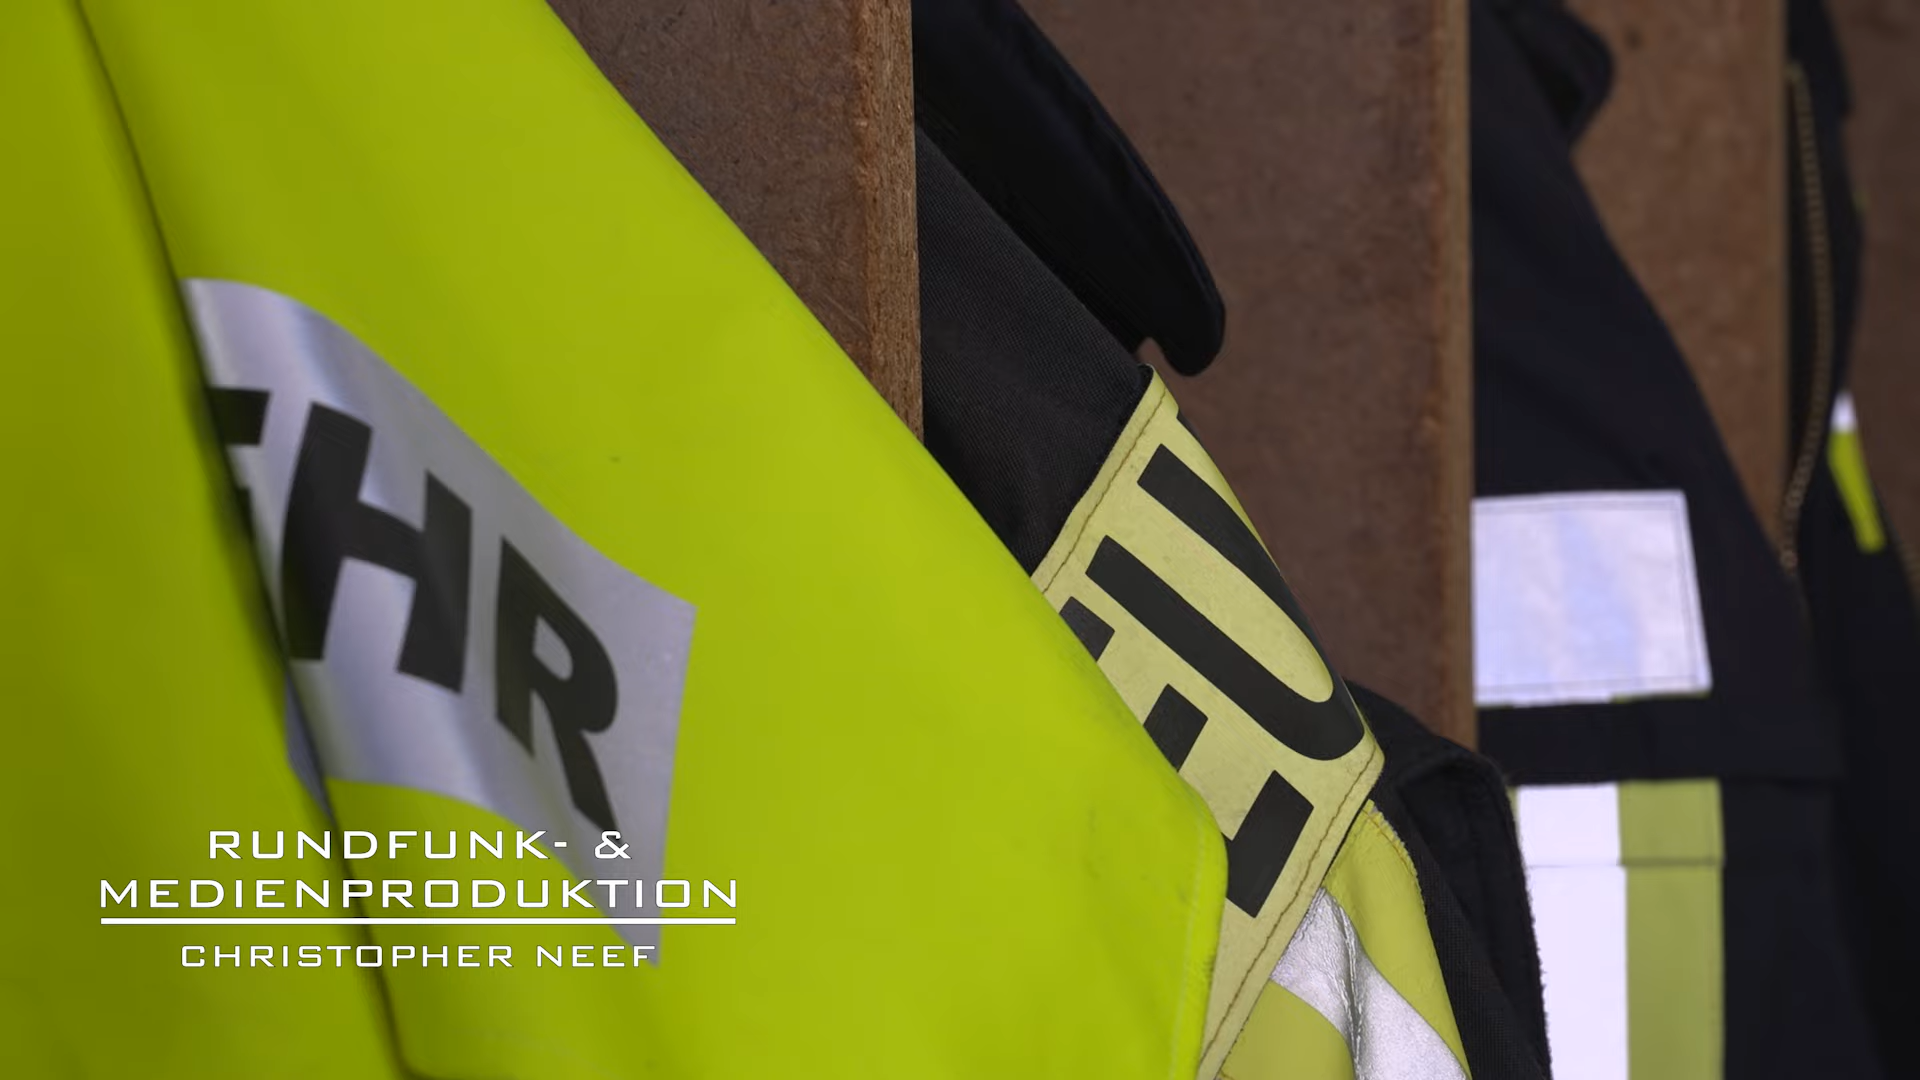 EHR
RUNDFUNK- &
MEDIENPRODUKTION
CHRISTOPHER NEEF